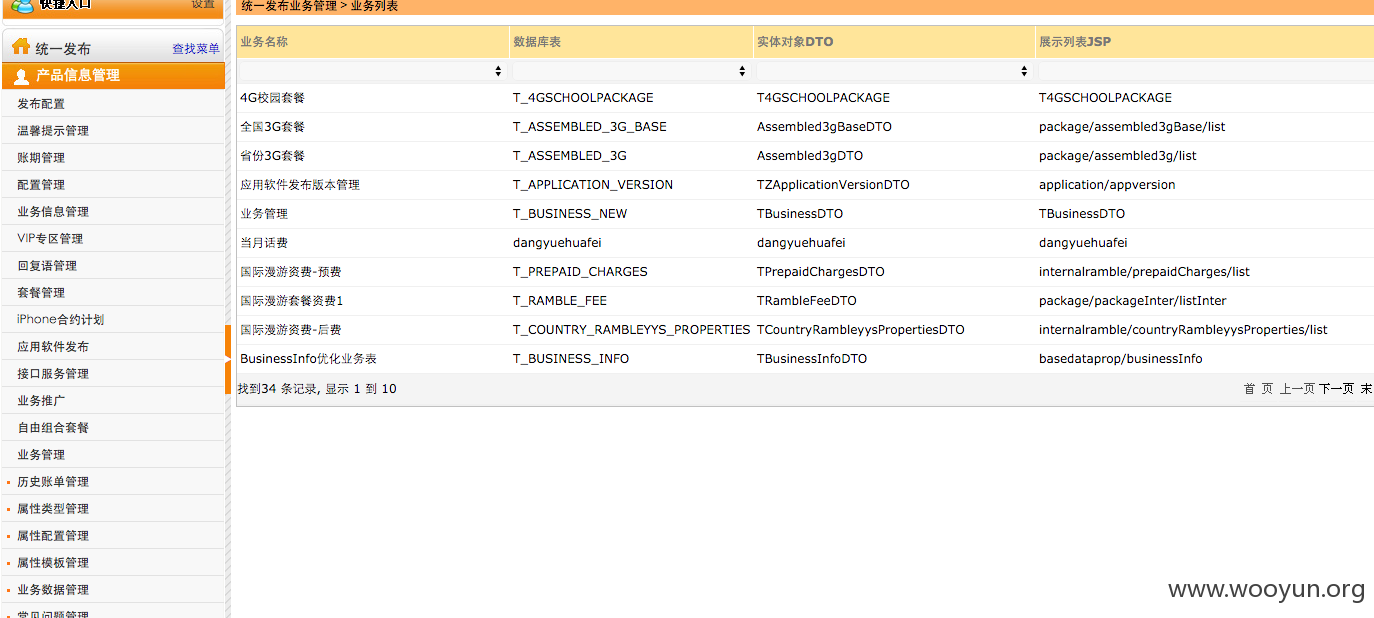 快捷入口 设置
统一发布业务管理 > 业务列表
统一发布 查找菜单
产品信息管理
发布配置
温馨提示管理
账期管理
配置管理
业务信息管理
VIP专区管理
回复语管理
套餐管理
iPhone合约计划
应用软件发布
接口服务管理
业务推广
自由组合套餐
业务管理
历史账单管理
属性类型管理
属性配置管理
属性模板管理
业务数据管理
常见问题管理
业务名称 数据库表 实体对象DTO 展示列表JSP
4G校园套餐 T_4GSCHOOLPACKAGE T4GSCHOOLPACKAGE T4GSCHOOLPACKAGE
全国3G套餐 T_ASSEMBLED_3G_BASE Assembled3gBaseDTO package/assembled3gBase/list
省份3G套餐 T_ASSEMBLED_3G Assembled3gDTO package/assembled3g/list
应用软件发布版本管理 T_APPLICATION_VERSION TZApplicationVersionDTO application/appversion
业务管理 T_BUSINESS_NEW TBusinessDTO TBusinessDTO
当月话费 dangyuehuafei dangyuehuafei dangyuehuafei
国际漫游资费-预费 T_PREPAID_CHARGES TPrepaidChargesDTO internalramble/prepaidCharges/list
国际漫游套餐资费1 T_RAMBLE_FEE TRambleFeeDTO package/packageInter/listInter
国际漫游资费-后费 T_COUNTRY_RAMBLEYYS_PROPERTIES TCountryRambleyysPropertiesDTO internalramble/countryRambleyysProperties/list
BusinessInfo优化业务表 T_BUSINESS_INFO TBusinessInfoDTO basedataprop/businessInfo
找到34 条记录, 显示 1 到 10 首 页 上一页 下一页 末
www.wooyun.org